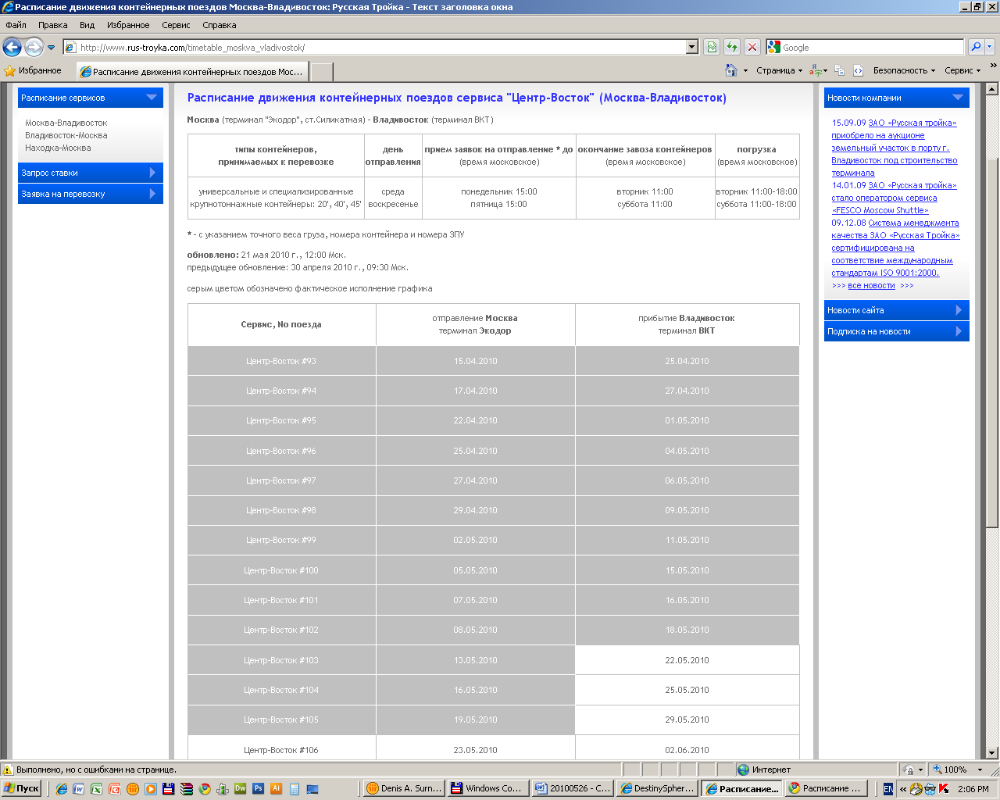 Расписание движения контейнерных поездов Москва-Владивосток: Русская Тройка - Текст заголовка окна
Файл Правка Вид Избранное Сервис Справка
http://www.rus-troyka.com/timetable_moskva_vladivostok/
Google
Избранное
Расписание движения контейнерных поездов Мос...
Страница
Безопасность
Сервис
Расписание сервисов
Москва-Владивосток
Владивосток-Москва
Находка-Москва
Запрос ставки
Заявка на перевозку
Расписание движения контейнерных поездов сервиса "Центр-Восток" (Москва-Владивосток)
Москва (терминал "Экодор", ст.Силикатная) - Владивосток (терминал ВКТ)
типы контейнеров, принимаемых к перевозке
день отправления
прием заявок на отправление * до (время московское)
окончание завоза контейнеров (время московское)
погрузка (время московское)
универсальные и специализированные крупнотоннажные контейнеры: 20', 40', 45'
среда воскресенье
понедельник 15:00 пятница 15:00
вторник 11:00 суббота 11:00
вторник 11:00-18:00 суббота 11:00-18:00
* - с указанием точного веса груза, номера контейнера и номера ЗПУ
обновлено: 21 мая 2010 г., 12:00 Мск.
предыдущее обновление: 30 апреля 2010 г., 09:30 Мск.
серым цветом обозначено фактическое исполнение графика
Сервис, No поезда
отправление Москва терминал Экодор
прибытие Владивосток терминал ВКТ
Центр-Восток #93 15.04.2010 25.04.2010
Центр-Восток #94 17.04.2010 27.04.2010
Центр-Восток #95 22.04.2010 01.05.2010
Центр-Восток #96 25.04.2010 04.05.2010
Центр-Восток #97 27.04.2010 06.05.2010
Центр-Восток #98 29.04.2010 09.05.2010
Центр-Восток #99 02.05.2010 11.05.2010
Центр-Восток #100 05.05.2010 15.05.2010
Центр-Восток #101 07.05.2010 16.05.2010
Центр-Восток #102 08.05.2010 18.05.2010
Центр-Восток #103 13.05.2010 22.05.2010
Центр-Восток #104 16.05.2010 25.05.2010
Центр-Восток #105 19.05.2010 29.05.2010
Центр-Восток #106 23.05.2010 02.06.2010
Новости компании
15.09.09 ЗАО «Русская тройка»
приобрело на аукционе
земельный участок в порту г.
Владивосток под строительство
терминала
14.01.09 ЗАО «Русская тройка»
стало оператором сервиса
«FESCO Moscow Shuttle»
09.12.08 Система менеджмента
качества ЗАО «Русская Тройка»
сертифицирована на
соответствие международным
стандартам ISO 9001:2000.
>>> все новости >>>
Новости сайта
Подписка на новости
Выполнено, но с ошибками на странице.
Интернет
100%
Пуск
Denis A. Surn...
Windows Co...
20100526 - C...
DestinySpher...
Расписание...
Расписание ...
EN
2:06 PM